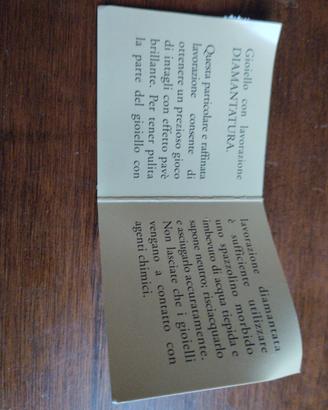 Gioiello con lavorazione
DIAMANTATURA.
Questa particolare e raffinata
lavorazione consente di
ottenere un prezioso gioco
di intagli con effetto pavè
brillante. Per tener pulita
la parte del gioiello con
lavorazione diamantata
è sufficiente utilizzare
uno spazzolino morbido
imbevuto di acqua tiepida e
sapone neutro; risciacquarlo
e asciugarlo accuratamente.
Non lasciate che i gioielli
vengano a contatto con
agenti chimici.